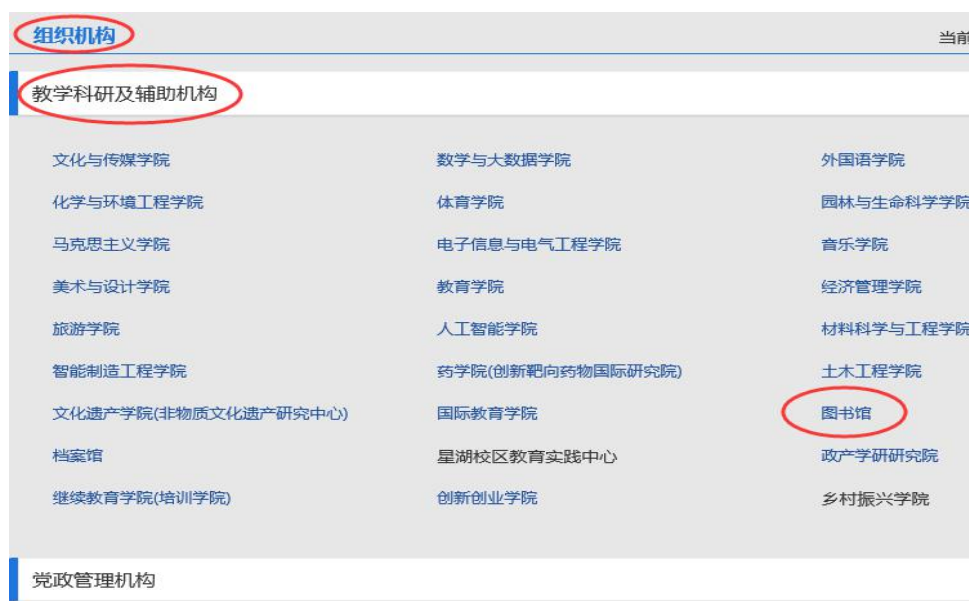 组织机构 当前
教学科研及辅助机构
文化与传媒学院 数学与大数据学院 外国语学院
化学与环境工程学院 体育学院 园林与生命科学学院
马克思主义学院 电子信息与电气工程学院 音乐学院
美术与设计学院 教育学院 经济管理学院
旅游学院 人工智能学院 材料科学与工程学院
智能制造工程学院 药学院(创新靶向药物国际研究院) 土木工程学院
文化遗产学院(非物质文化遗产研究中心) 国际教育学院 图书馆
档案馆 星湖校区教育实践中心 政产学研研究院
继续教育学院(培训学院) 创新创业学院 乡村振兴学院
党政管理机构